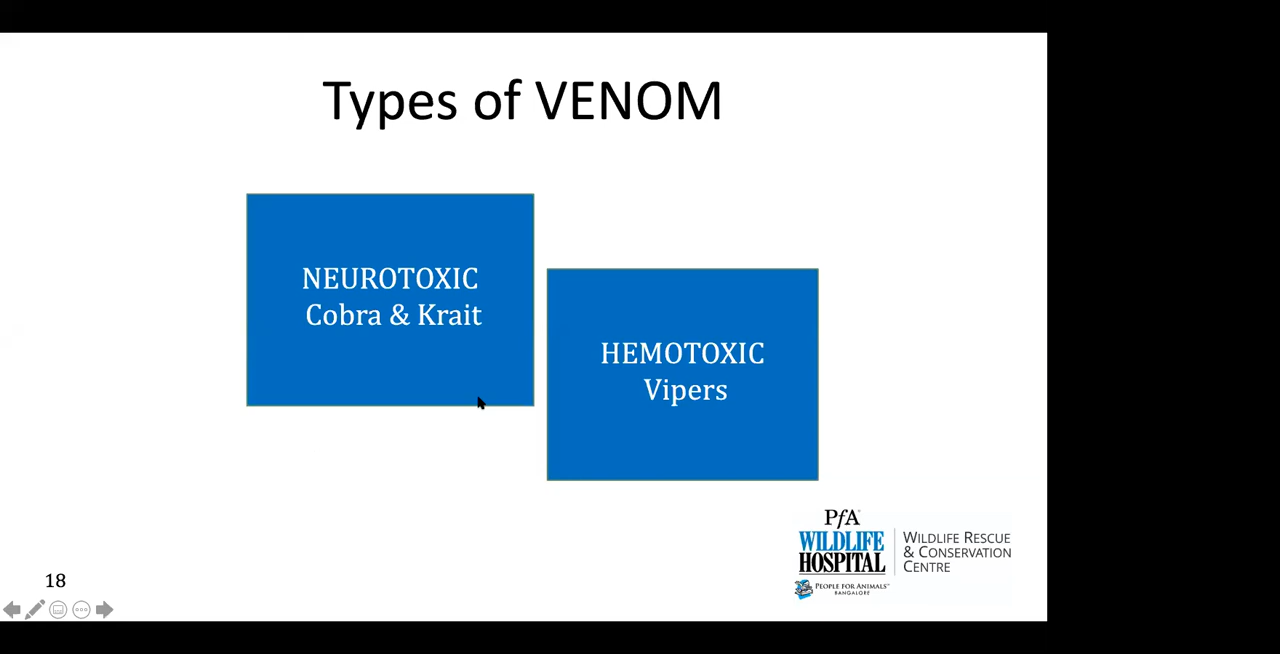 Types of VENOM
NEUROTOXIC
Cobra & Krait
HEMOTOXIC
Vipers
PfA
WILDLIFE
HOSPITAL
PEOPLE FOR ANIMALS
BANGALORE
WILDLIFE RESCUE
& CONSERVATION
CENTRE
18